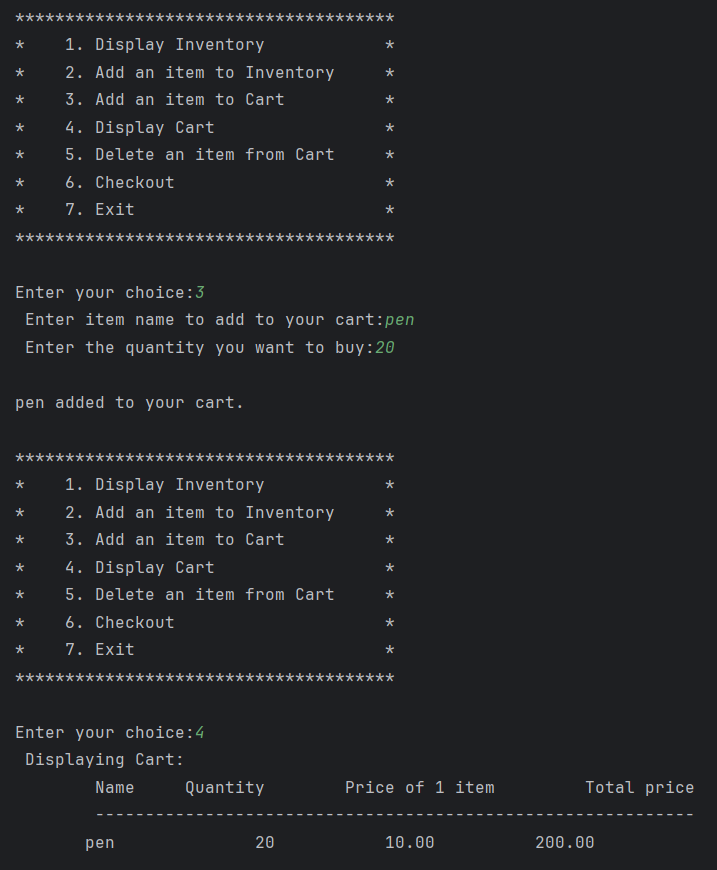 **************************************
*    1. Display Inventory            *
*    2. Add an item to Inventory     *
*    3. Add an item to Cart          *
*    4. Display Cart                 *
*    5. Delete an item from Cart     *
*    6. Checkout                     *
*    7. Exit                         *
**************************************

Enter your choice:3
 Enter item name to add to your cart:pen
 Enter the quantity you want to buy:20

pen added to your cart.

**************************************
*    1. Display Inventory            *
*    2. Add an item to Inventory     *
*    3. Add an item to Cart          *
*    4. Display Cart                 *
*    5. Delete an item from Cart     *
*    6. Checkout                     *
*    7. Exit                         *
**************************************

Enter your choice:4
 Displaying Cart:
        Name     Quantity        Price of 1 item         Total price
        ------------------------------------------------------------
       pen              20           10.00          200.00